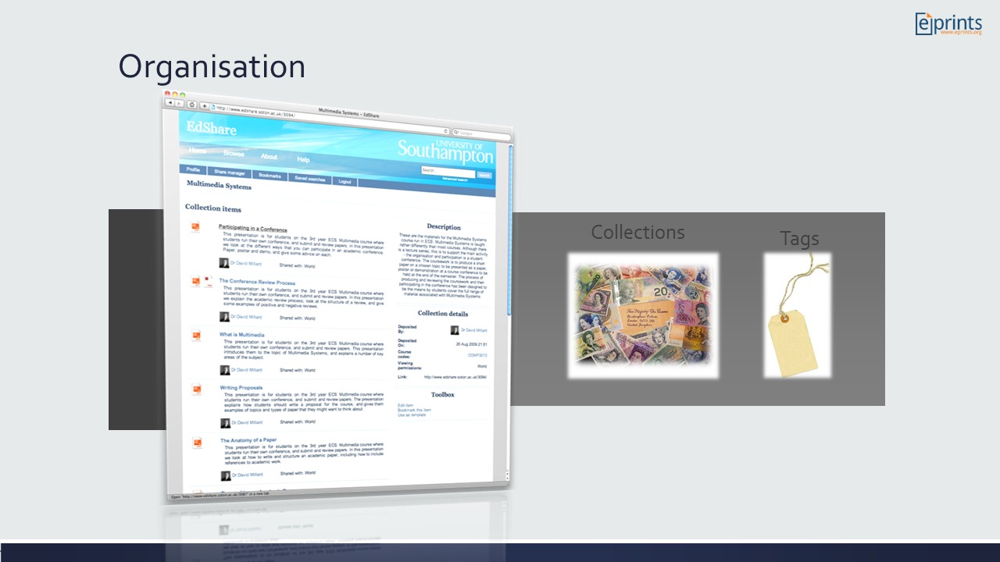 [e]prints
www.eprints.org
Organisation
Multimedia Systems – EdShare
http://www.edshare.soton.ac.uk/3094/
Google
EdShare
UNIVERSITY OF
Southampton
Home Browse About Help
Search...
Search
Advanced search
Profile Share manager Bookmarks Saved searches Logout
Multimedia Systems
Collection items
Participating in a Conference
This presentation is for students on the 3rd year ECS Multimedia course where
students run their own conference, and submit and review papers. In this presentation
we look at the different ways that you can participate in an academic conference.
Paper, poster and demo, and give some advice on each.
Dr David Millard Shared with: World
The Conference Review Process
This presentation is for students on the 3rd year ECS Multimedia course where
students run their own conference, and submit and review papers. In this presentation
we explain the academic review process, look at the structure of a review, and give
some examples of positive and negative reviews.
Dr David Millard Shared with: World
What is Multimedia
This presentation is for students on the 3rd year ECS Multimedia course where
students run their own conference, and submit and review papers. This presentation
introduces them to the topic of Multimedia Systems, and explains a number of key
areas of the subject.
Dr David Millard Shared with: World
Writing Proposals
This presentation is for students on the 3rd year ECS Multimedia course where
students run their own conference, and submit and review papers. The presentation
explains how students should write a proposal for the course, and gives them
examples of topics and types of paper that they might want to think about.
Dr David Millard Shared with: World
The Anatomy of a Paper
This presentation is for students on the 3rd year ECS Multimedia course where
students run their own conference, and submit and review papers. In this presentation
we look at how to write and structure an academic paper, including how to include
references to academic work.
Dr David Millard Shared with: World
Description
These are the materials for the Multimedia Systems
course run in ECS. Multimedia Systems is taught
rather differently than most courses. Although there
is a lecture series, this is to support the main activity
- the organisation and participation is a student
conference. The coursework is to produce a short
paper on a chosen topic to be presented as a paper,
poster or demonstration at a course conference to be
held at the end of the semester. The process of
producing and reviewing the coursework and then
participating in the conference has been designed to
be the means by students cover the full range of
material associated with Multimedia Systems.
Collection details
Deposited
By: Dr David Millard
Deposited
On: 26 Aug 2009 21:51
Course
codes: COMP3013
Viewing
permissions: World
Link: http://www.edshare.soton.ac.uk/3094/
Toolbox
Edit item
Bookmark this item
Use as template
Open "http://www.edshare.soton.ac.uk/3087" in a new tab
Collections
20
Her Majesty The Queen
Buckingham Palace
London SW1A 1AA
United Kingdom
Tags